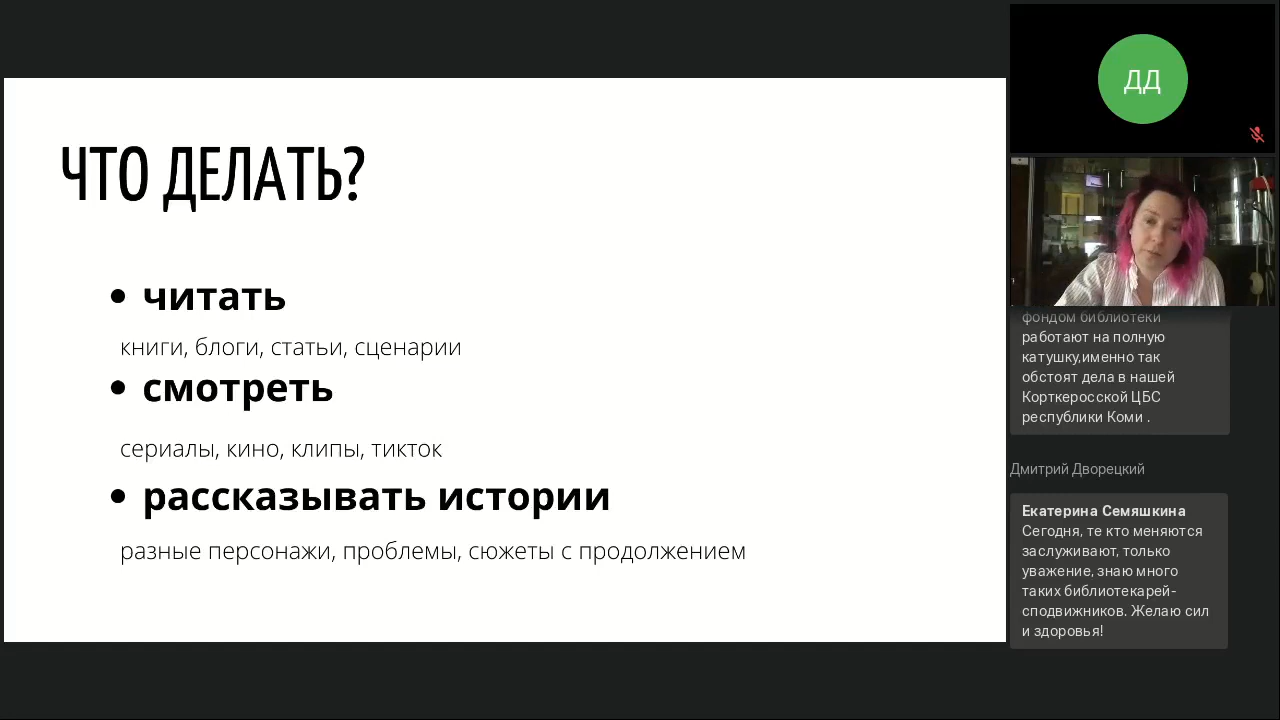 ЧТО ДЕЛАТЬ?
• читать
книги, блоги, статьи, сценарии
• смотреть
сериалы, кино, клипы, тикток
• рассказывать истории
разные персонажи, проблемы, сюжеты с продолжением
ДД
фондом библиотеки
работают на полную
катушку,именно так
обстоят дела в нашей
Корткеросской ЦБС
республики Коми .
Дмитрий Дворецкий
Екатерина Семяшкина
Сегодня, те кто меняются
заслуживают, только
уважение, знаю много
таких библиотекарей-
сподвижников. Желаю сил
и здоровья!